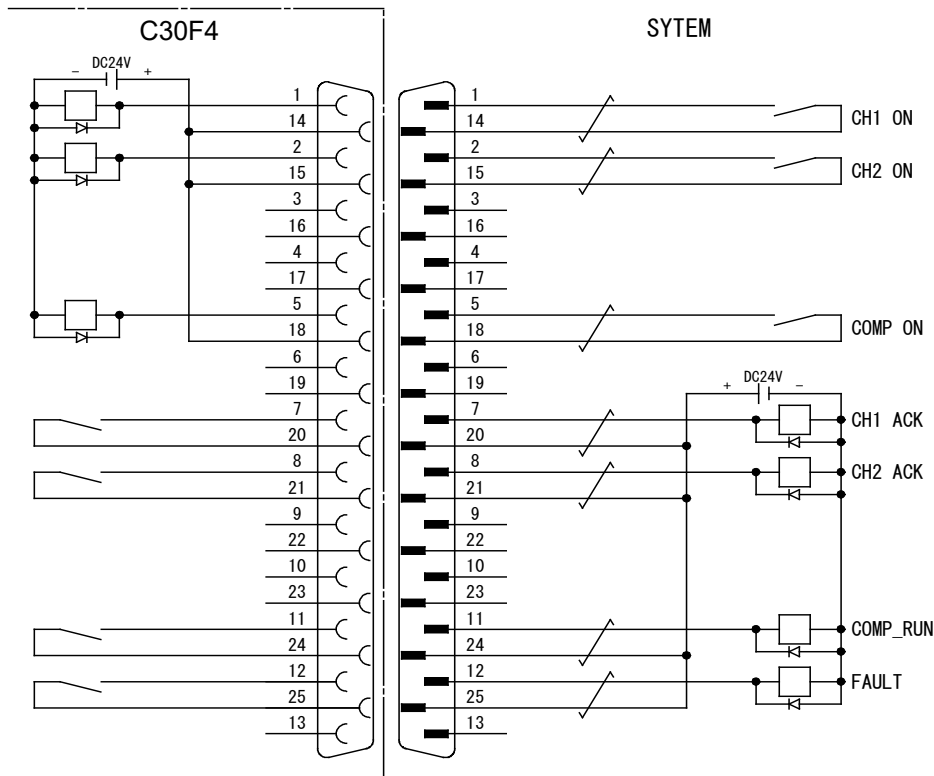 C30F4
SYTEM
DC24V
- +
1 1
14 14 CH1 ON
2 2
15 15 CH2 ON
3 3
16 16
4 4
17 17
5 5
18 18 COMP ON
6 6
19 19
DC24V
+ -
7 7 CH1 ACK
20 20
8 8 CH2 ACK
21 21
9 9
22 22
10 10
23 23
11 11 COMP_RUN
24 24
12 12 FAULT
25 25
13 13